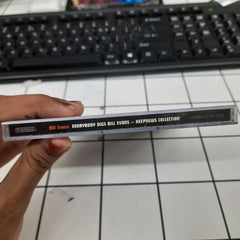 Bill Evans EVERYBODY DIGS BILL EVANS – KEEPNEWS COLLECTION